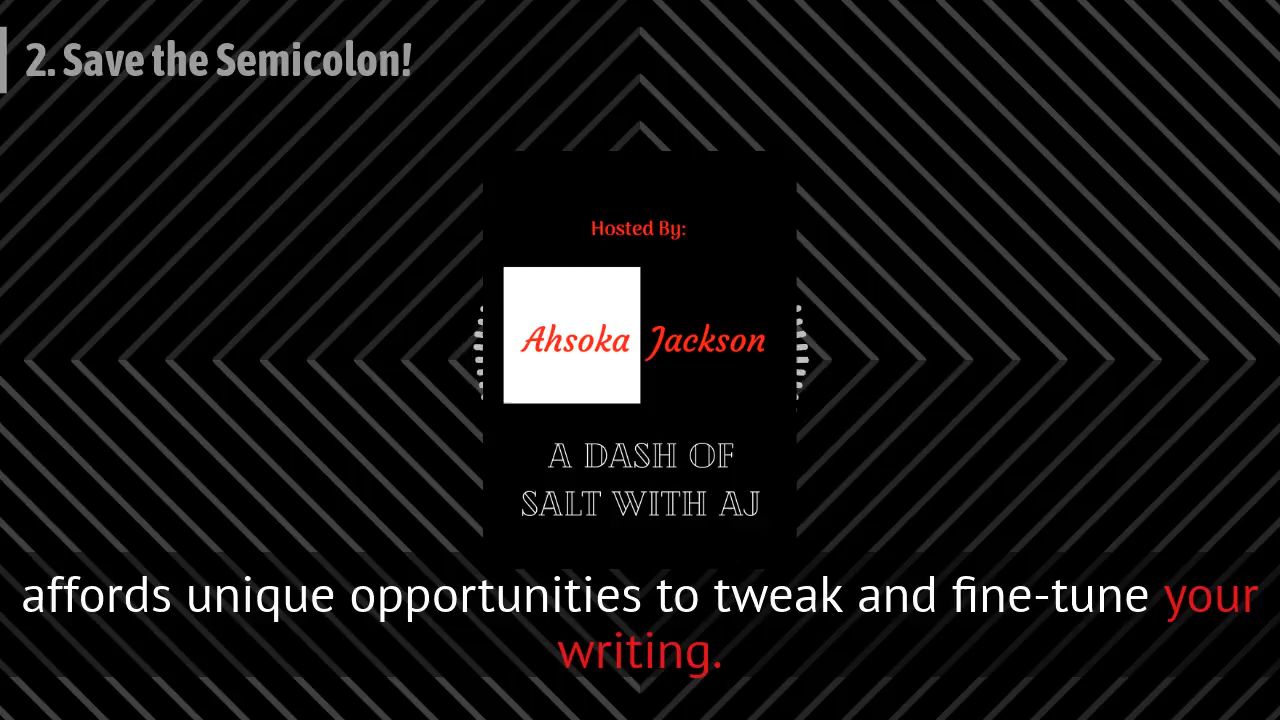 2. Save the Semicolon!
Hosted By:
Ahsoka Jackson
A DASH OF
SALT WITH AJ
affords unique opportunities to tweak and fine-tune your
writing.